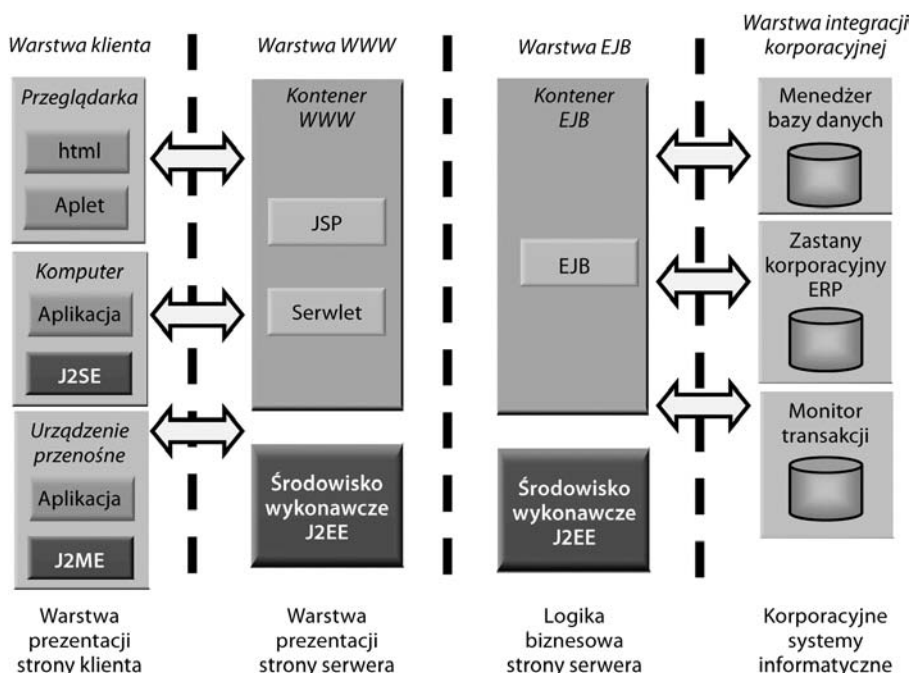 Warstwa klienta
Przeglądarka
html
Aplet
Komputer
Aplikacja
J2SE
Urządzenie
przenośne
Aplikacja
J2ME
Warstwa
prezentacji
strony klienta
Warstwa WWW
Kontener
WWW
JSP
Serwlet
Środowisko
wykonawcze
J2EE
Warstwa
prezentacji
strony serwera
Warstwa EJB
Kontener
EJB
EJB
Środowisko
wykonawcze
J2EE
Logika
biznesowa
strony serwera
Warstwa integracji
korporacyjnej
Menedżer
bazy danych
Zastany
korporacyjny
ERP
Monitor
transakcji
Korporacyjne
systemy
informatyczne